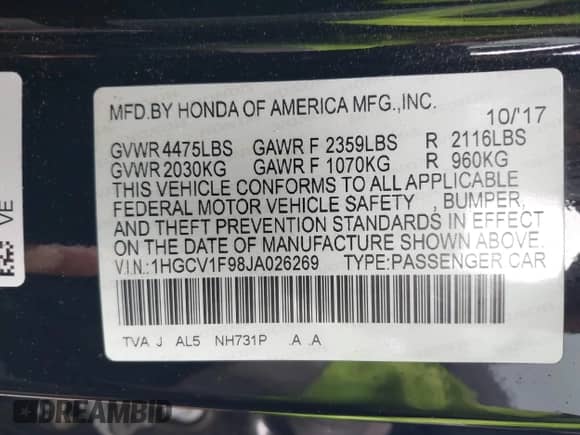 MFD.BY HONDA OF AMERICA MFG.,INC.
10/'17
GVWR 4475LBS GAWR F 2359LBS R 2116LBS
GVWR 2030KG GAWR F 1070KG R 960KG
THIS VEHICLE CONFORMS TO ALL APPLICABLE
FEDERAL MOTOR VEHICLE SAFETY , BUMPER,
AND THEFT PREVENTION STANDARDS IN EFFECT
ON THE DATE OF MANUFACTURE SHOWN ABOVE.
V.I.N.:1HGCV1F98JA026269 TYPE:PASSENGER CAR
TVA J AL5 NH731P .A .A
VE
DREAMBID